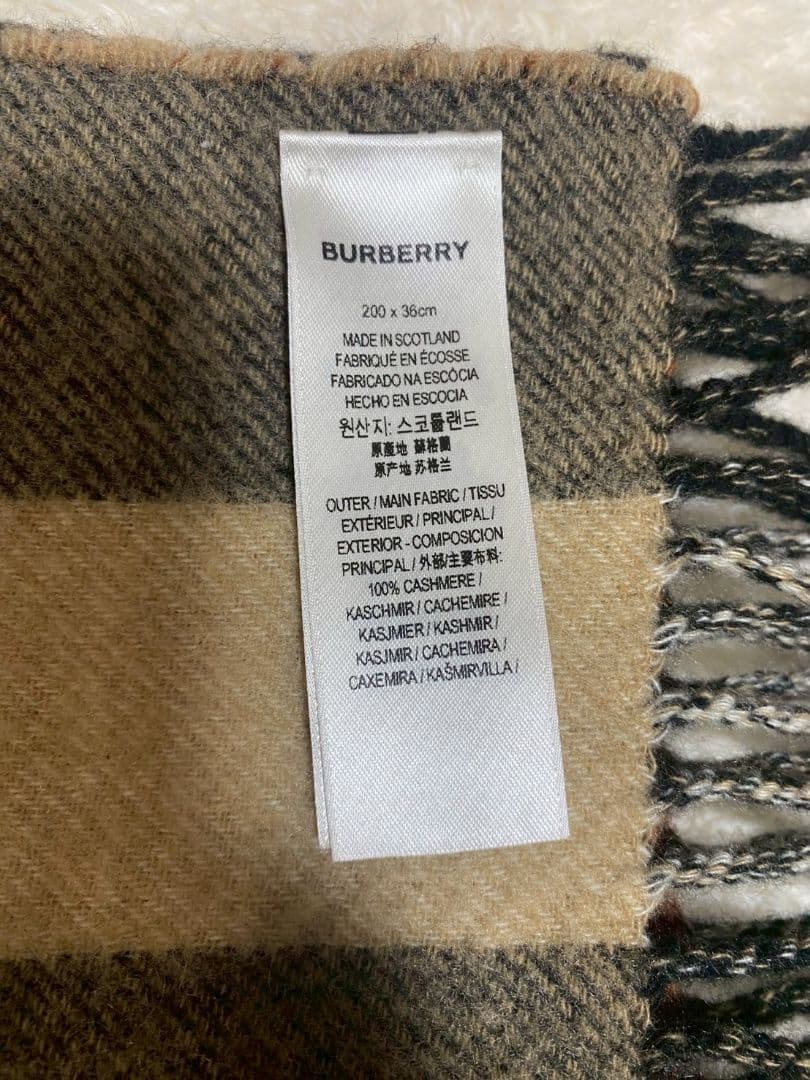 BURBERRY
200 x 36cm
MADE IN SCOTLAND
FABRIQUÉ EN ÉCOSSE
FABRICADO NA ESCÓCIA
HECHO EN ESCOCIA
원산지: 스코틀랜드
原產地 蘇格蘭
原产地 苏格兰
OUTER / MAIN FABRIC / TISSU
EXTÉRIEUR / PRINCIPAL /
EXTERIOR - COMPOSICION
PRINCIPAL / 外部/主要布料:
100% CASHMERE /
KASCHMIR / CACHEMIRE /
KASJMIER / KASHMIR /
KASJMIR / CACHEMIRA /
CAXEMIRA / KAŠMIRVILLA /